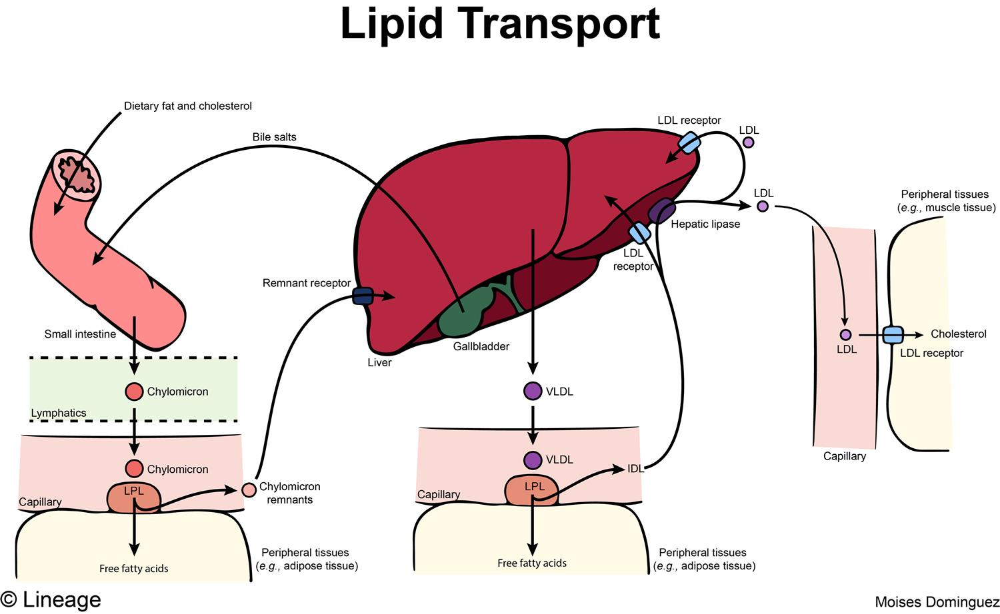 Lipid Transport
Dietary fat and cholesterol
Bile salts
LDL receptor
LDL
LDL
Peripheral tissues
(e.g., muscle tissue)
Hepatic lipase
LDL
receptor
Remnant receptor
Small intestine
Gallbladder
Liver
Cholesterol
LDL
LDL receptor
Chylomicron
Lymphatics
VLDL
Capillary
Chylomicron
LPL
Capillary
Chylomicron
remnants
VLDL
IDL
LPL
Capillary
Peripheral tissues
(e.g., adipose tissue)
Free fatty acids
Peripheral tissues
(e.g., adipose tissue)
Free fatty acids
© Lineage
Moises Dominguez